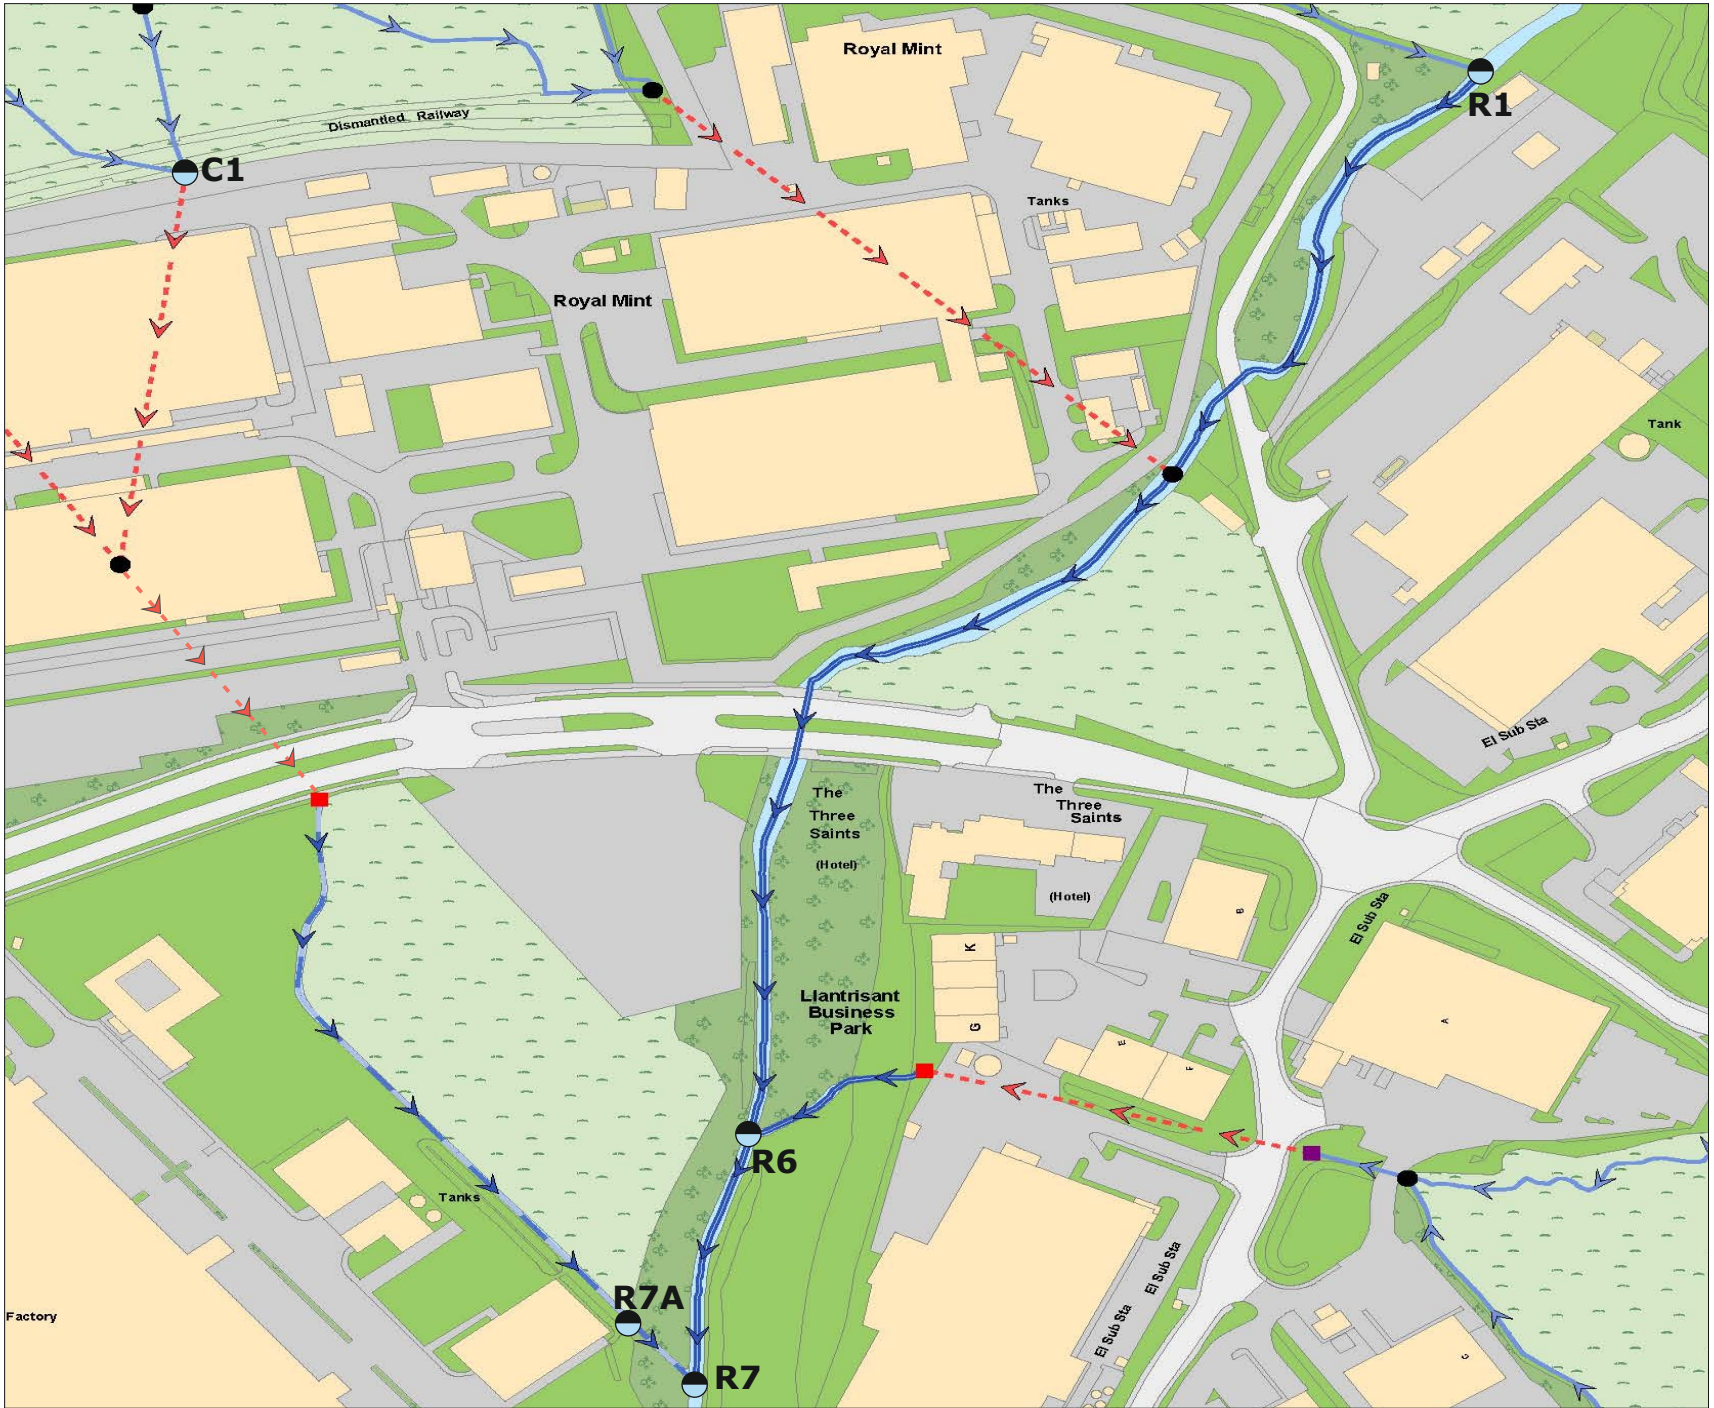 Royal Mint
R1
Dismantled Railway
C1
Tanks
Royal Mint
Tank
El Sub Sta
The
Three
Saints
(Hotel)
The
Three
Saints
(Hotel)
B
El Sub Sta
K
Llantrisant
Business
Park
G
A
E
F
R6
Tanks
El Sub Sta
R7A
Factory
El Sub Sta
G
R7